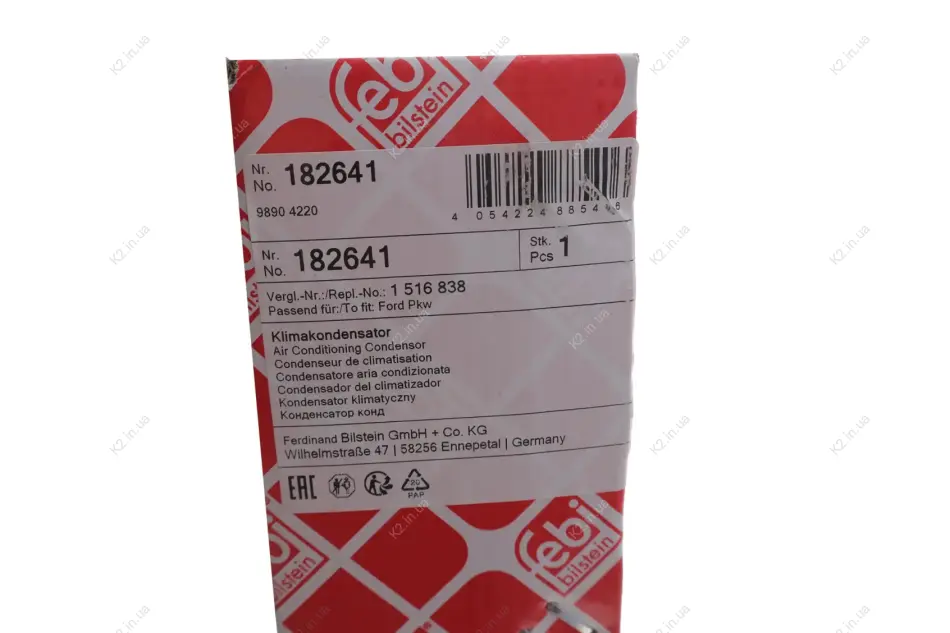 febi
bilstein
Nr.
No. 182641
9890 4220
4 054224 885488
Nr.
No. 182641
Stk.
Pcs 1
Vergl.-Nr.:/Repl.-No.: 1 516 838
Passend für:/To fit: Ford Pkw
Klimakondensator
Air Conditioning Condensor
Condenseur de climatisation
Condensatore aria condizionata
Condensador del climatizador
Kondensator klimatyczny
Конденсатор конд
Ferdinand Bilstein GmbH + Co. KG
Wilhelmstraße 47 | 58256 Ennepetal | Germany
EAC
20
PAP
febi
bilstein
febi
bilstein
K2.in.ua